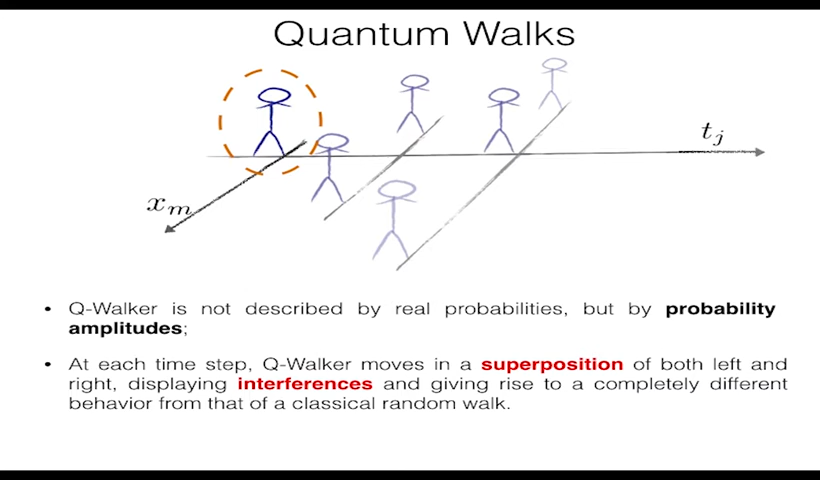 Quantum Walks
t_j
x_m
• Q-Walker is not described by real probabilities, but by probability
amplitudes;
• At each time step, Q-Walker moves in a superposition of both left and
right, displaying interferences and giving rise to a completely different
behavior from that of a classical random walk.